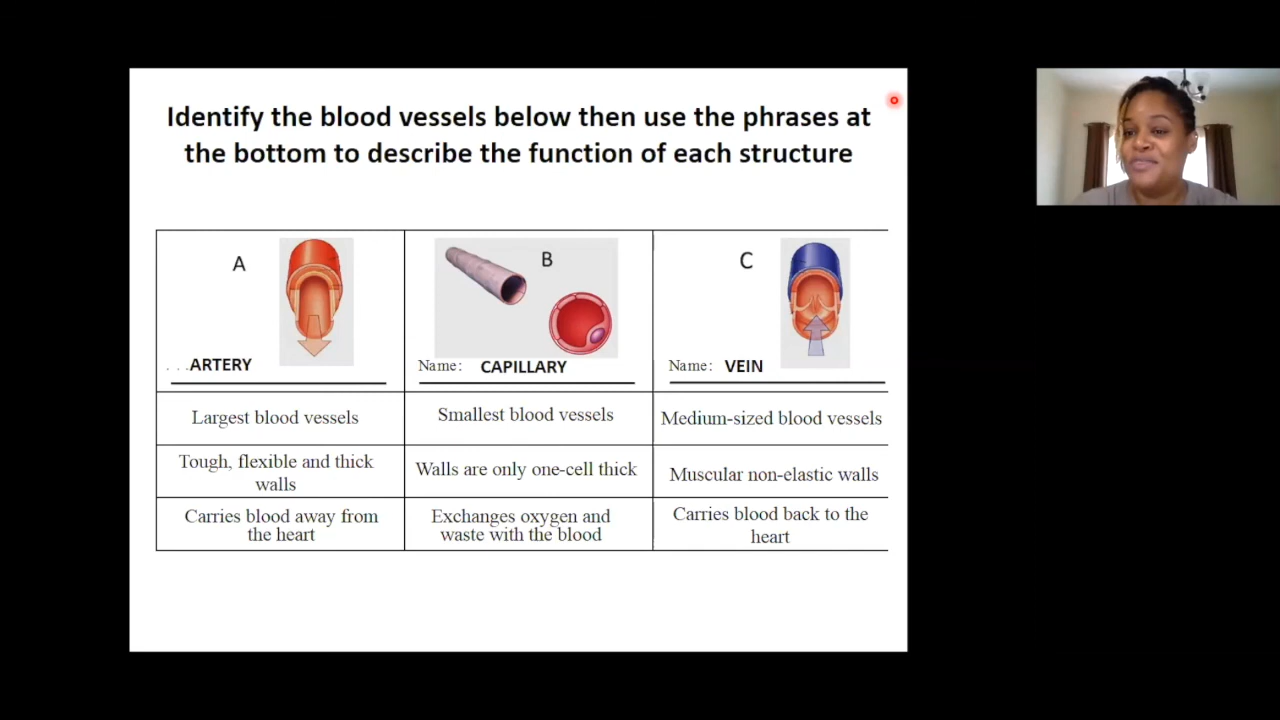 Identify the blood vessels below then use the phrases at
the bottom to describe the function of each structure
A
B
C
ARTERY
Name: CAPILLARY
Name: VEIN
Largest blood vessels
Smallest blood vessels
Medium-sized blood vessels
Tough, flexible and thick
walls
Walls are only one-cell thick
Muscular non-elastic walls
Carries blood away from
the heart
Exchanges oxygen and
waste with the blood
Carries blood back to the
heart